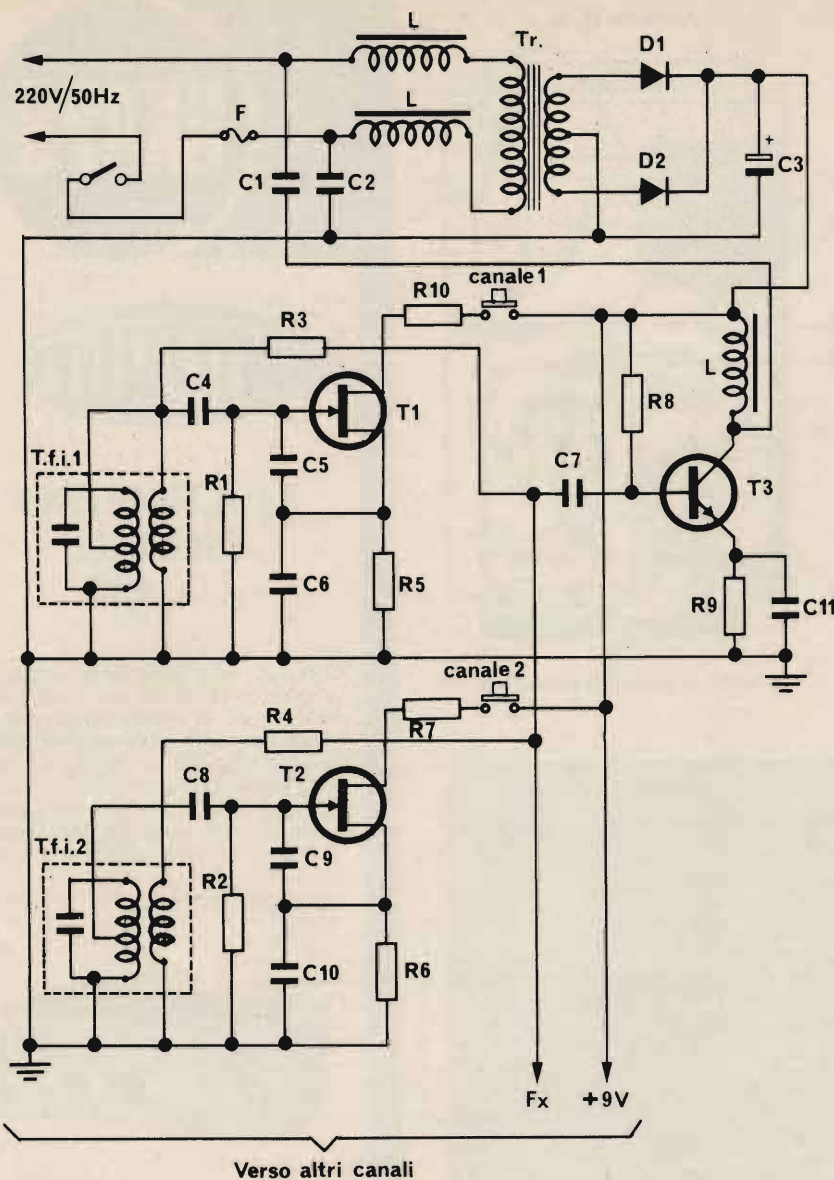 L
Tr.
D1
220V/50Hz
F
L
C1
C2
D2
+
C3
canale 1
R10
R3
C4
T1
L
R8
T.f.i.1
R1
C5
C7
T3
C6
R5
R9
C11
canale 2
R4
R7
C8
T2
T.f.i.2
R2
C9
C10
R6
Fx
+9V
Verso altri canali